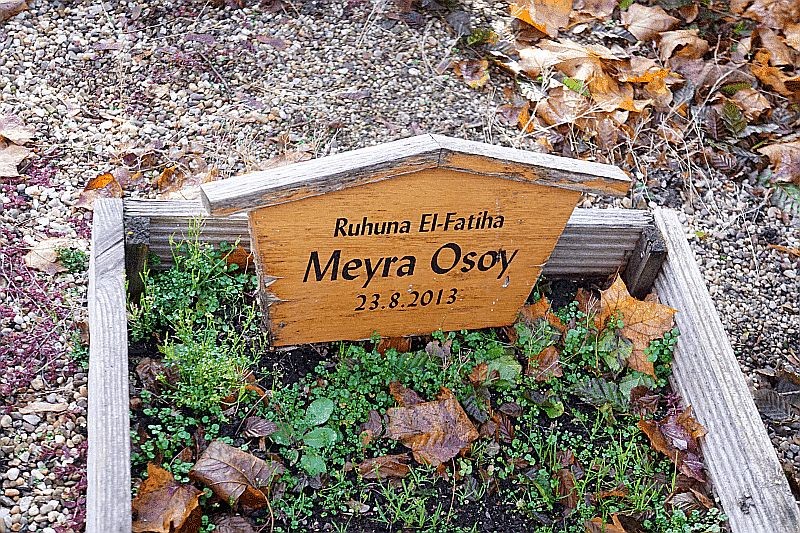 Ruhuna El-Fatiha
Meyra Osoy
23.8.2013